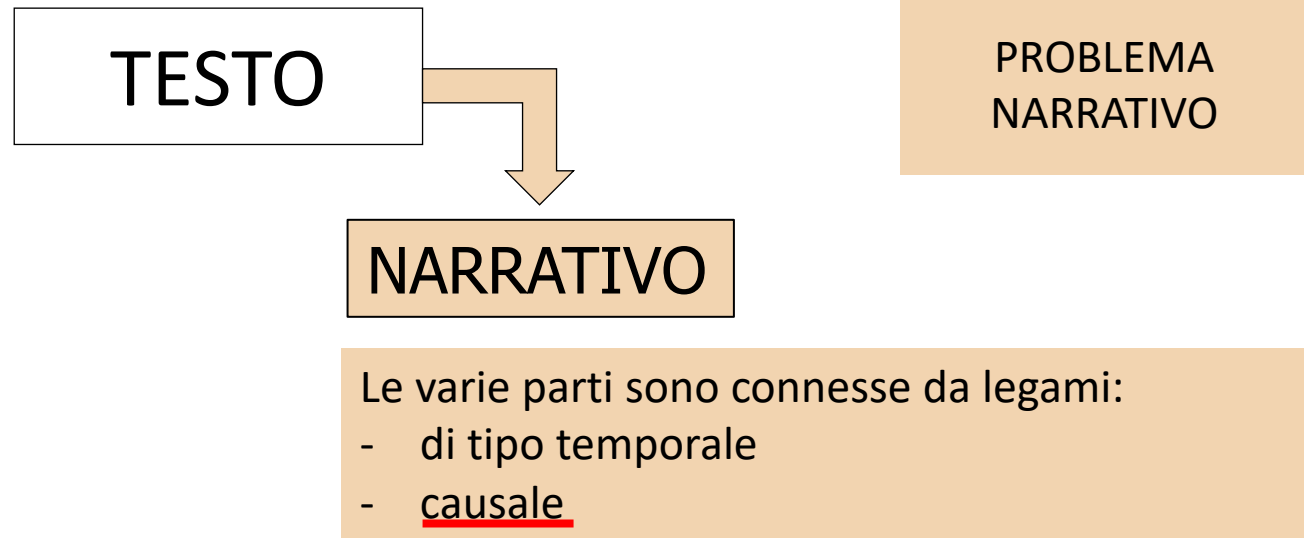 TESTO
PROBLEMA
NARRATIVO
NARRATIVO
Le varie parti sono connesse da legami:
- di tipo temporale
- causale